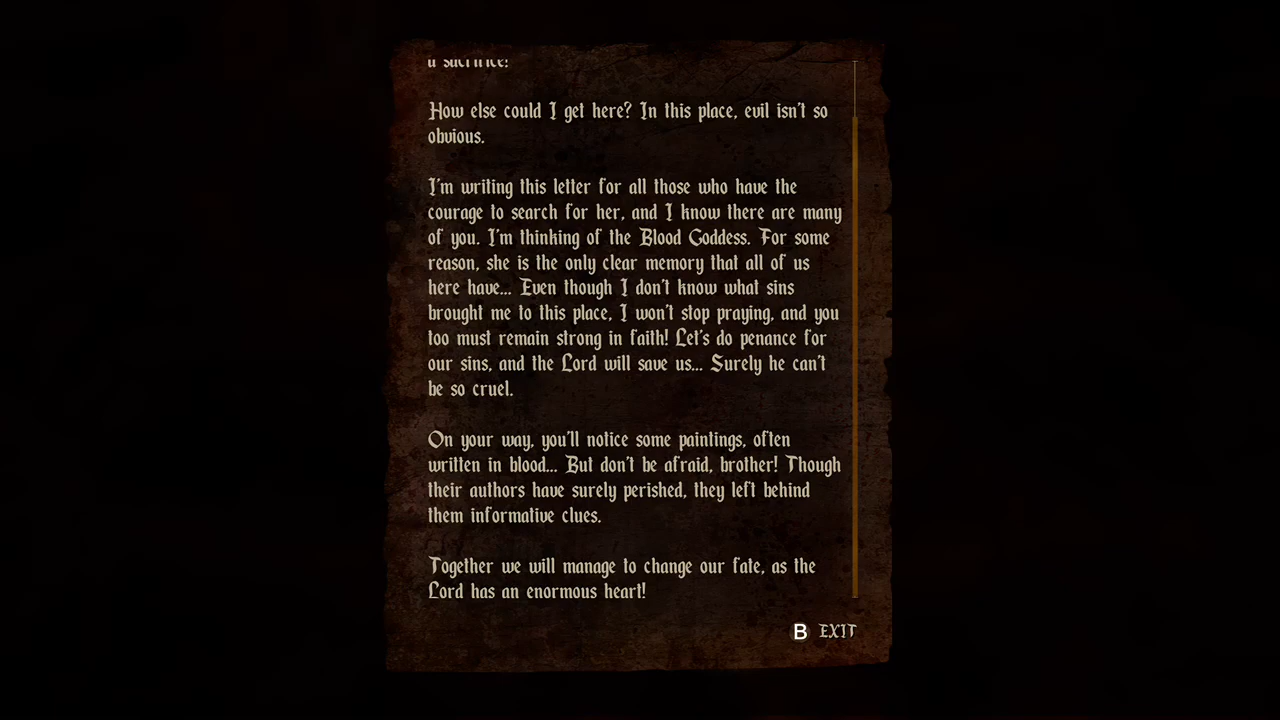 a sacrifice!
How else could I get here? In this place, evil isn't so
obvious.
I'm writing this letter for all those who have the
courage to search for her, and I know there are many
of you. I'm thinking of the Blood Goddess. For some
reason, she is the only clear memory that all of us
here have... Even though I don't know what sins
brought me to this place, I won't stop praying, and you
too must remain strong in faith! Let's do penance for
our sins, and the Lord will save us... Surely he can't
be so cruel.
On your way, you'll notice some paintings, often
written in blood... But don't be afraid, brother! Though
their authors have surely perished, they left behind
them informative clues.
Together we will manage to change our fate, as the
Lord has an enormous heart!
B EXIT